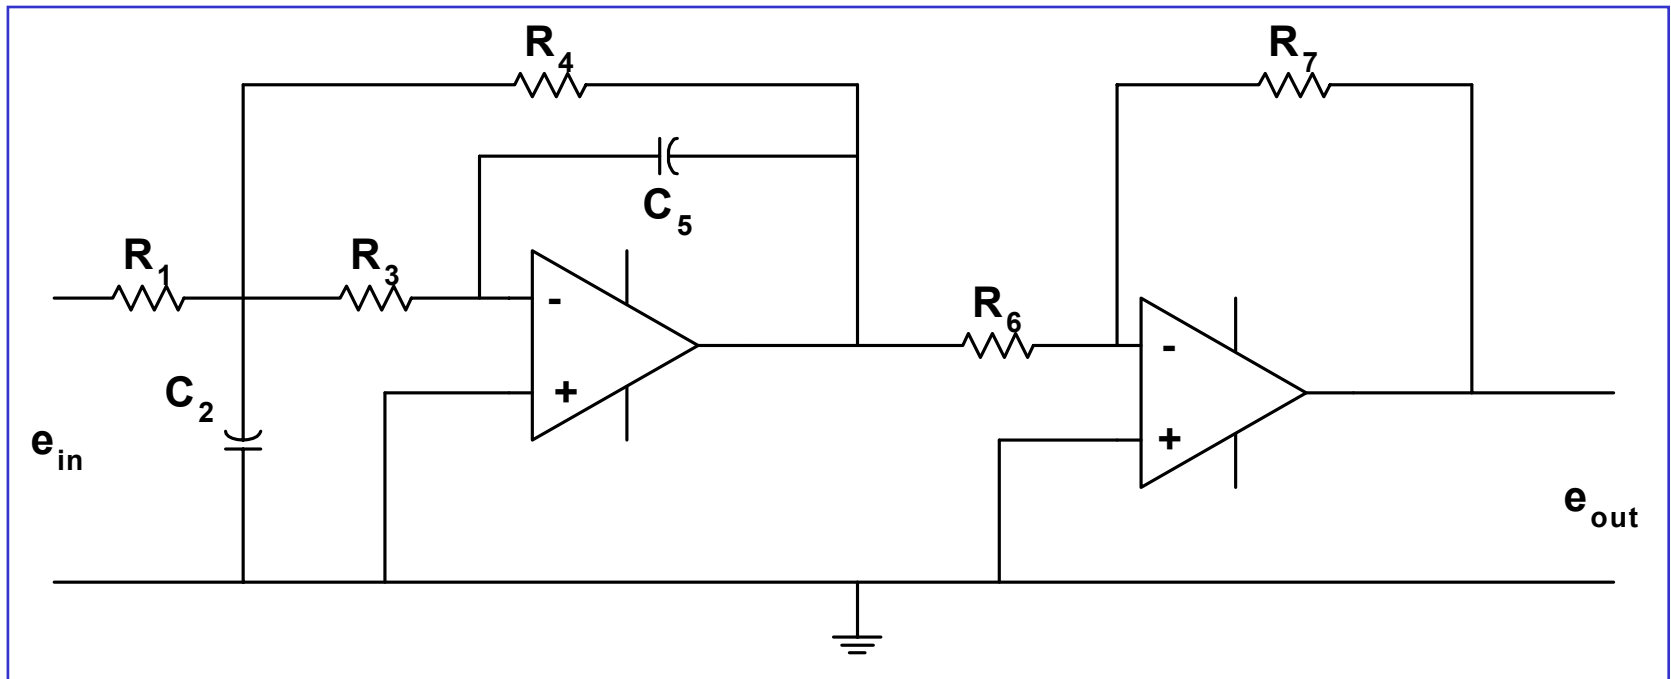 R4
R7
C5
R1
R3
-
R6
-
+
C2
+
ein
eout